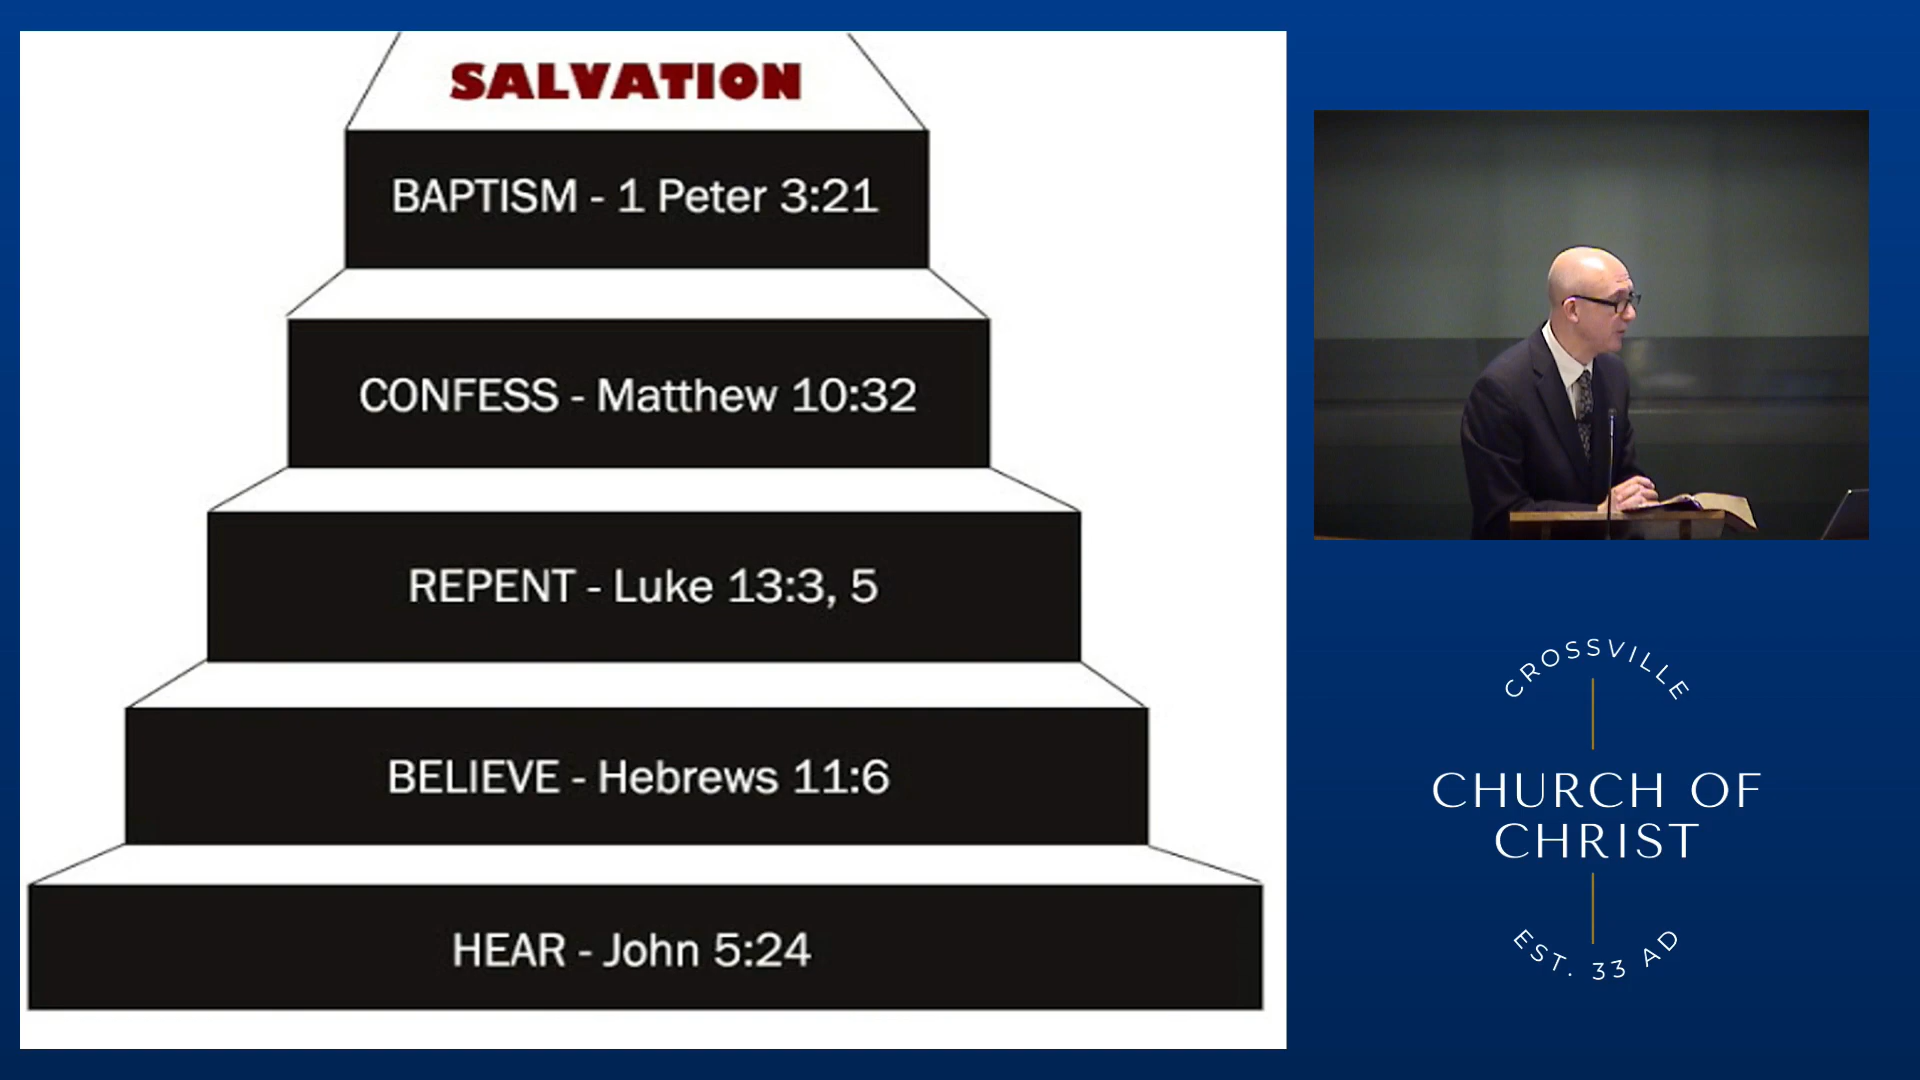 SALVATION
BAPTISM - 1 Peter 3:21
CONFESS - Matthew 10:32
REPENT - Luke 13:3, 5
BELIEVE - Hebrews 11:6
HEAR - John 5:24
CROSSVILLE
CHURCH OF
CHRIST
EST. 33 AD